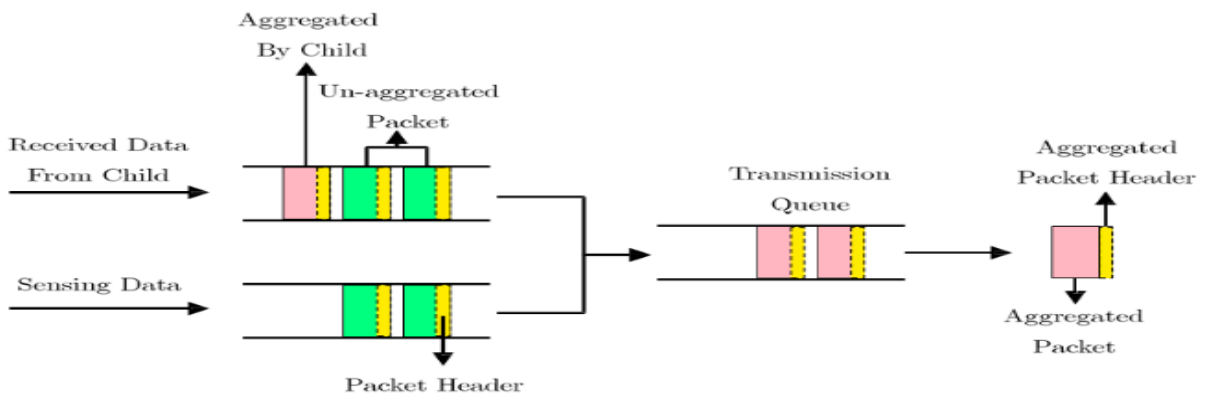 Aggregated
By Child
Un-aggregated
Packet
Received Data
From Child
Sensing Data
Packet Header
Transmission
Queue
Aggregated
Packet Header
Aggregated
Packet